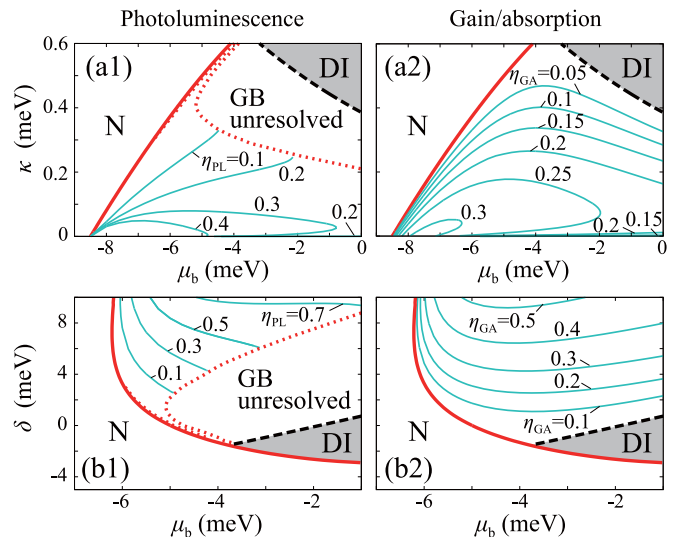 Photoluminescence
Gain/absorption
(a1)
N
GB
unresolved
DI
η_PL=0.1
0.2
0.3
0.4
0.2
κ (meV)
0.6
0.4
0.2
0
-8
-6
-4
-2
0
μ_b (meV)
(a2)
N
DI
η_GA=0.05
0.1
0.15
0.2
0.25
0.3
0.2
0.15
-8
-6
-4
-2
0
μ_b (meV)
(b1)
N
GB
unresolved
DI
η_PL=0.7
0.5
0.3
0.1
δ (meV)
8
4
0
-4
-6
-4
-2
μ_b (meV)
(b2)
N
DI
η_GA=0.5
0.4
0.3
0.2
η_GA=0.1
-6
-4
-2
μ_b (meV)